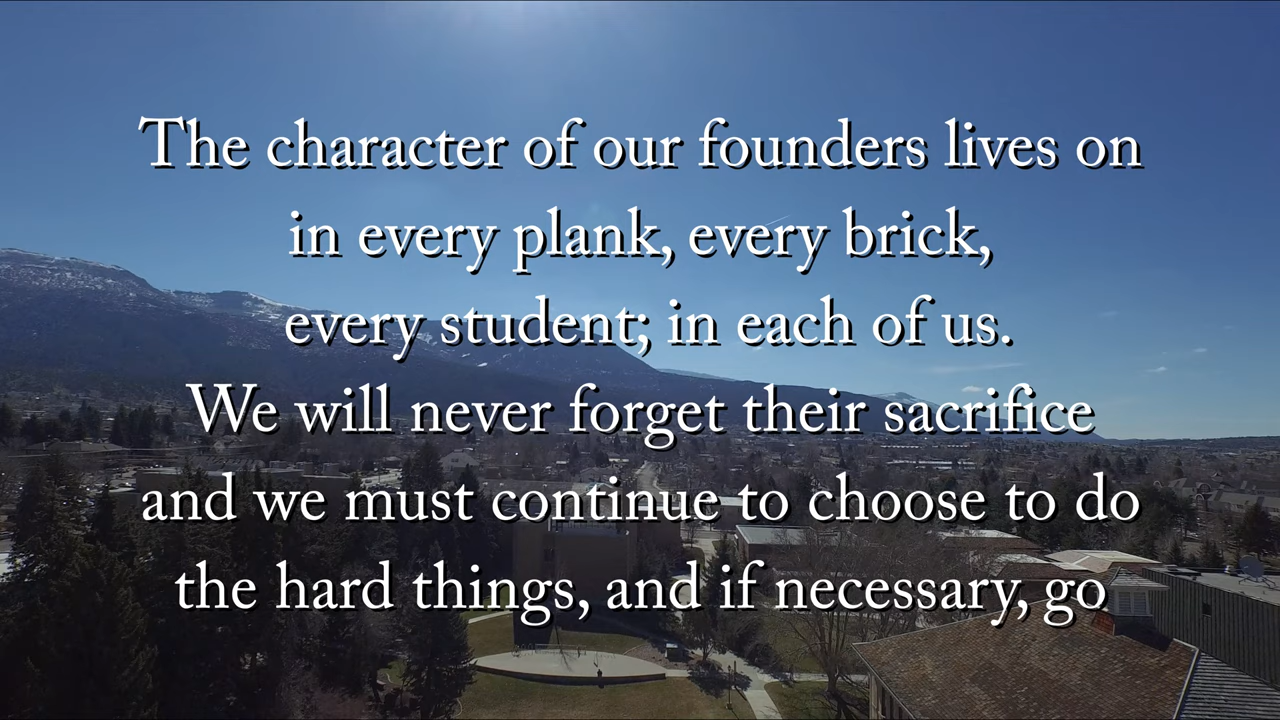 The character of our founders lives on
in every plank, every brick,
every student; in each of us.
We will never forget their sacrifice
and we must continue to choose to do
the hard things, and if necessary, go